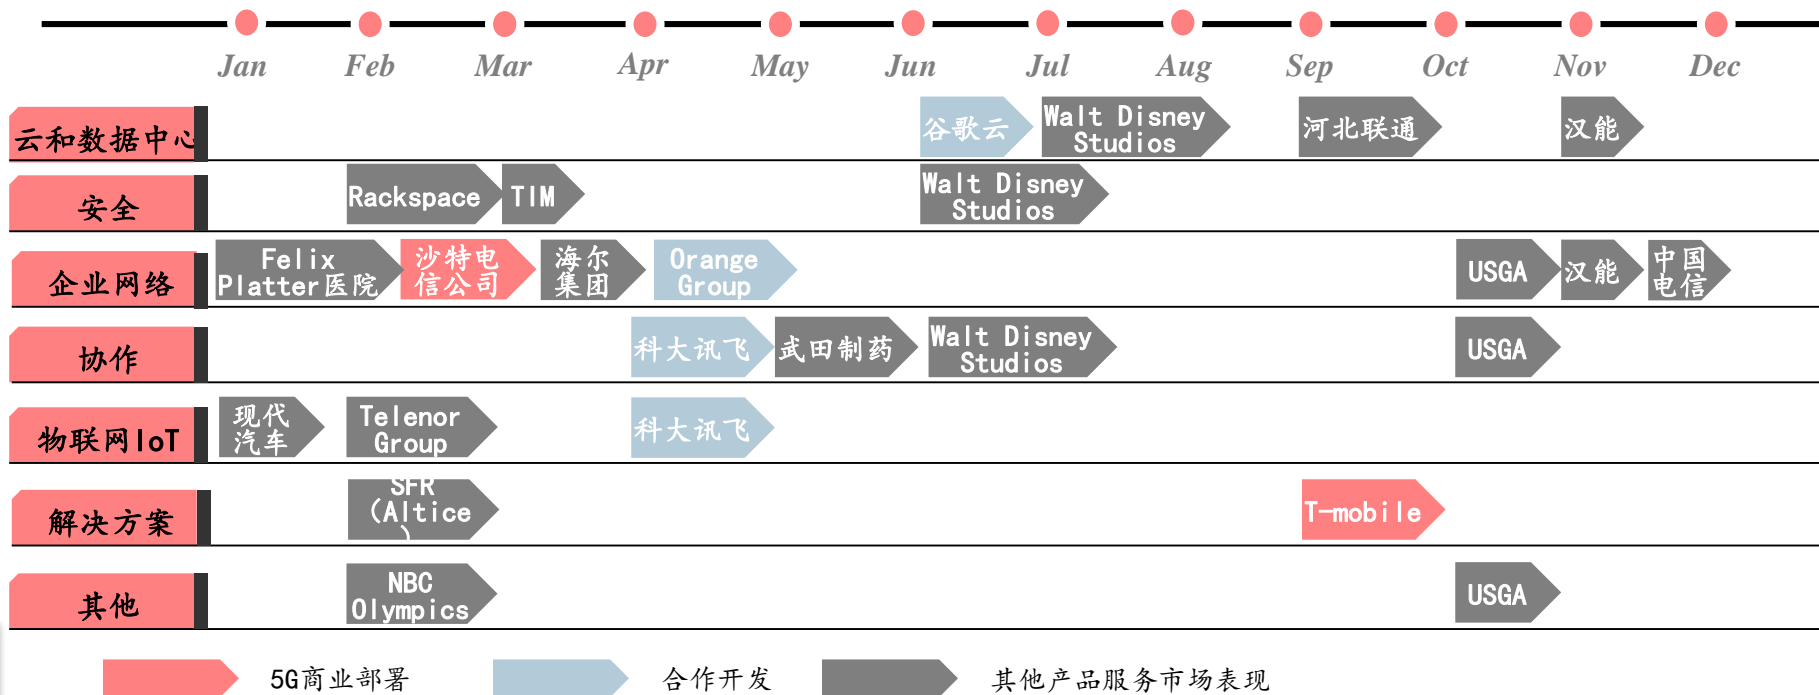 Jan Feb Mar Apr May Jun Jul Aug Sep Oct Nov Dec
云和数据中心
谷歌云
Walt Disney
Studios
河北联通
汉能
安全
Rackspace
TIM
Walt Disney
Studios
企业网络
Felix
Platter医院
沙特电
信公司
海尔
集团
Orange
Group
USGA
汉能
中国
电信
协作
科大讯飞
武田制药
Walt Disney
Studios
USGA
物联网IoT
现代
汽车
Telenor
Group
科大讯飞
解决方案
SFR
(Altice
)
T-mobile
其他
NBC
Olympics
USGA
5G商业部署
合作开发
其他产品服务市场表现